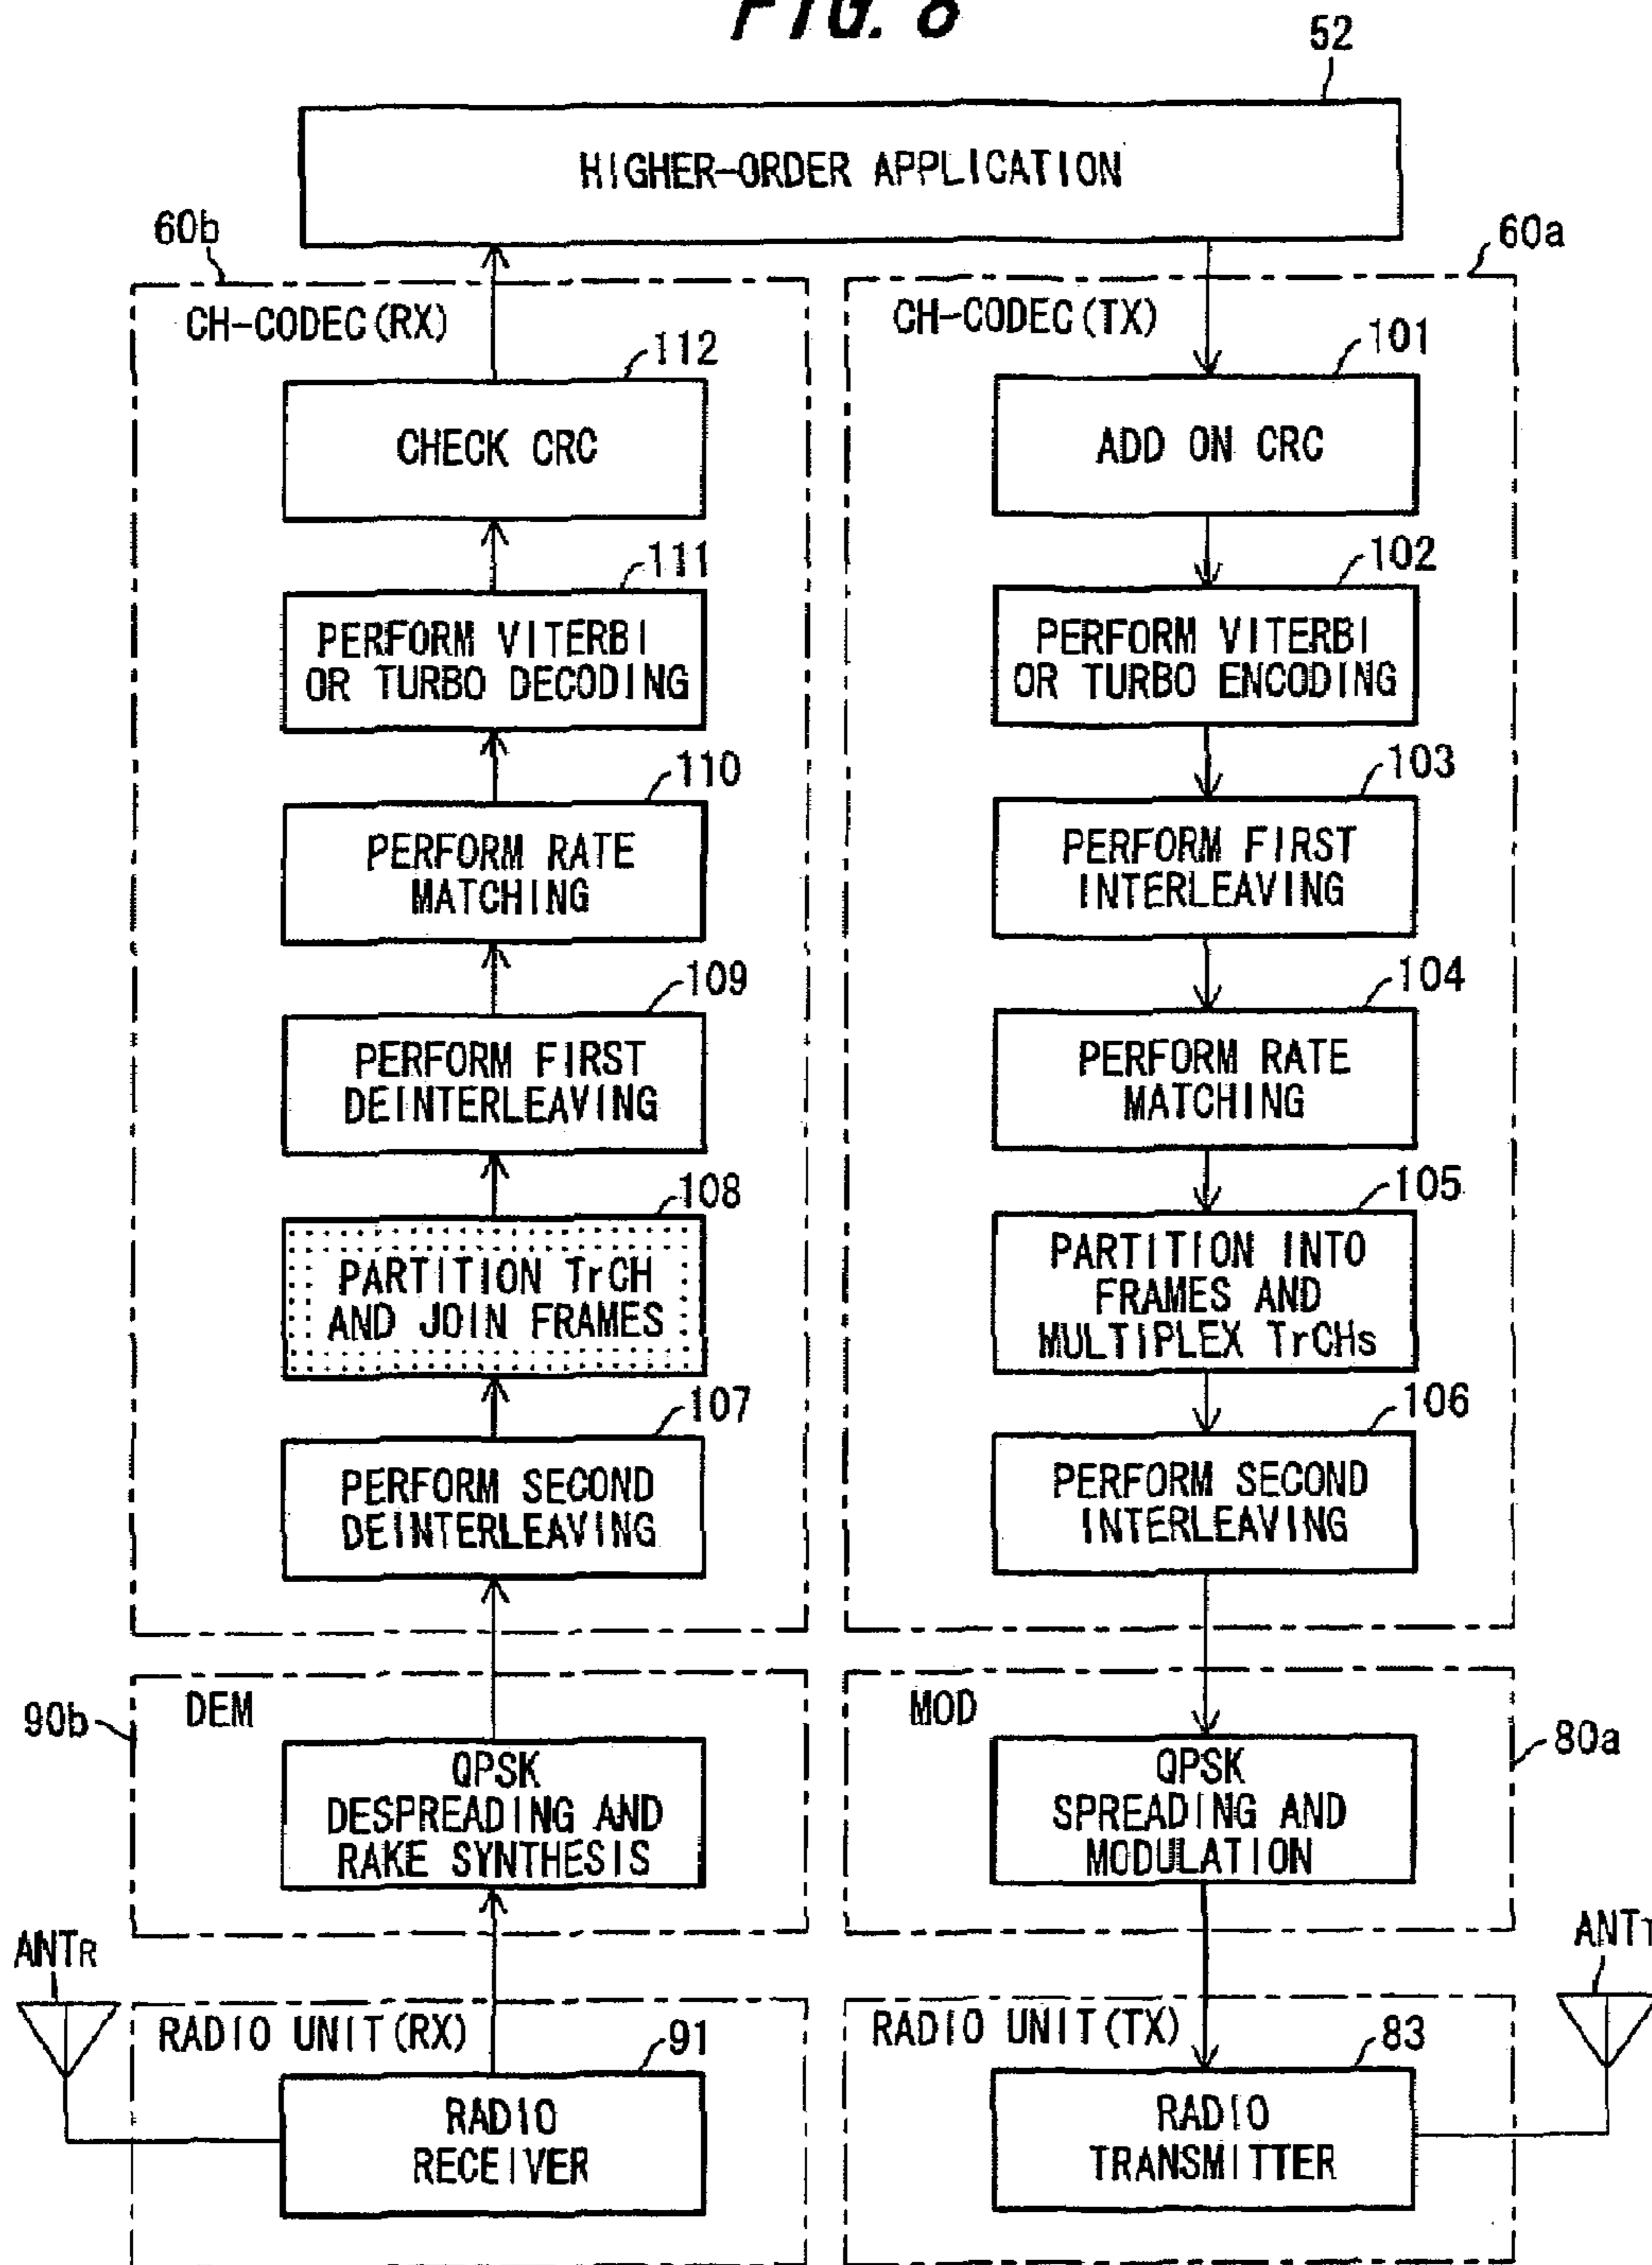 FIG. 8
52
HIGHER-ORDER APPLICATION
60b
60a
CH-CODEC(RX)
CH-CODEC(TX)
112
CHECK CRC
101
ADD ON CRC
111
PERFORM VITERBI
OR TURBO DECODING
102
PERFORM VITERBI
OR TURBO ENCODING
110
PERFORM RATE
MATCHING
103
PERFORM FIRST
INTERLEAVING
109
PERFORM FIRST
DEINTERLEAVING
104
PERFORM RATE
MATCHING
108
PARTITION TrCH
AND JOIN FRAMES
105
PARTITION INTO
FRAMES AND
MULTIPLEX TrCHs
107
PERFORM SECOND
DEINTERLEAVING
106
PERFORM SECOND
INTERLEAVING
90b
DEM
QPSK
DESPREADING AND
RAKE SYNTHESIS
MOD
80a
QPSK
SPREADING AND
MODULATION
ANTR
RADIO UNIT(RX)
91
RADIO
RECEIVER
RADIO UNIT(TX)
83
RADIO
TRANSMITTER
ANTT